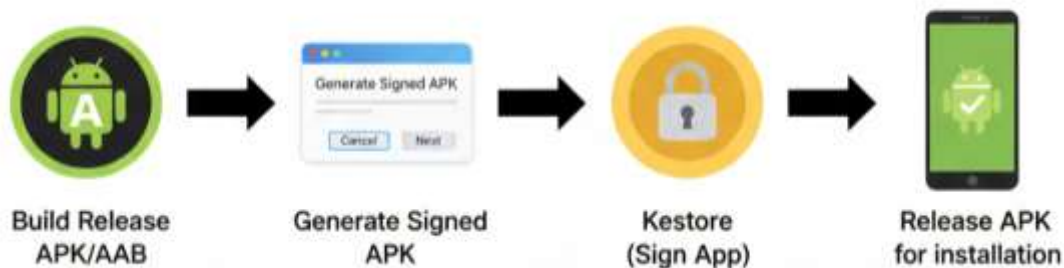 A
Generate Signed APK
Cancel Next
Build Release
APK/AAB
Generate Signed
APK
Kestore
(Sign App)
Release APK
for installation